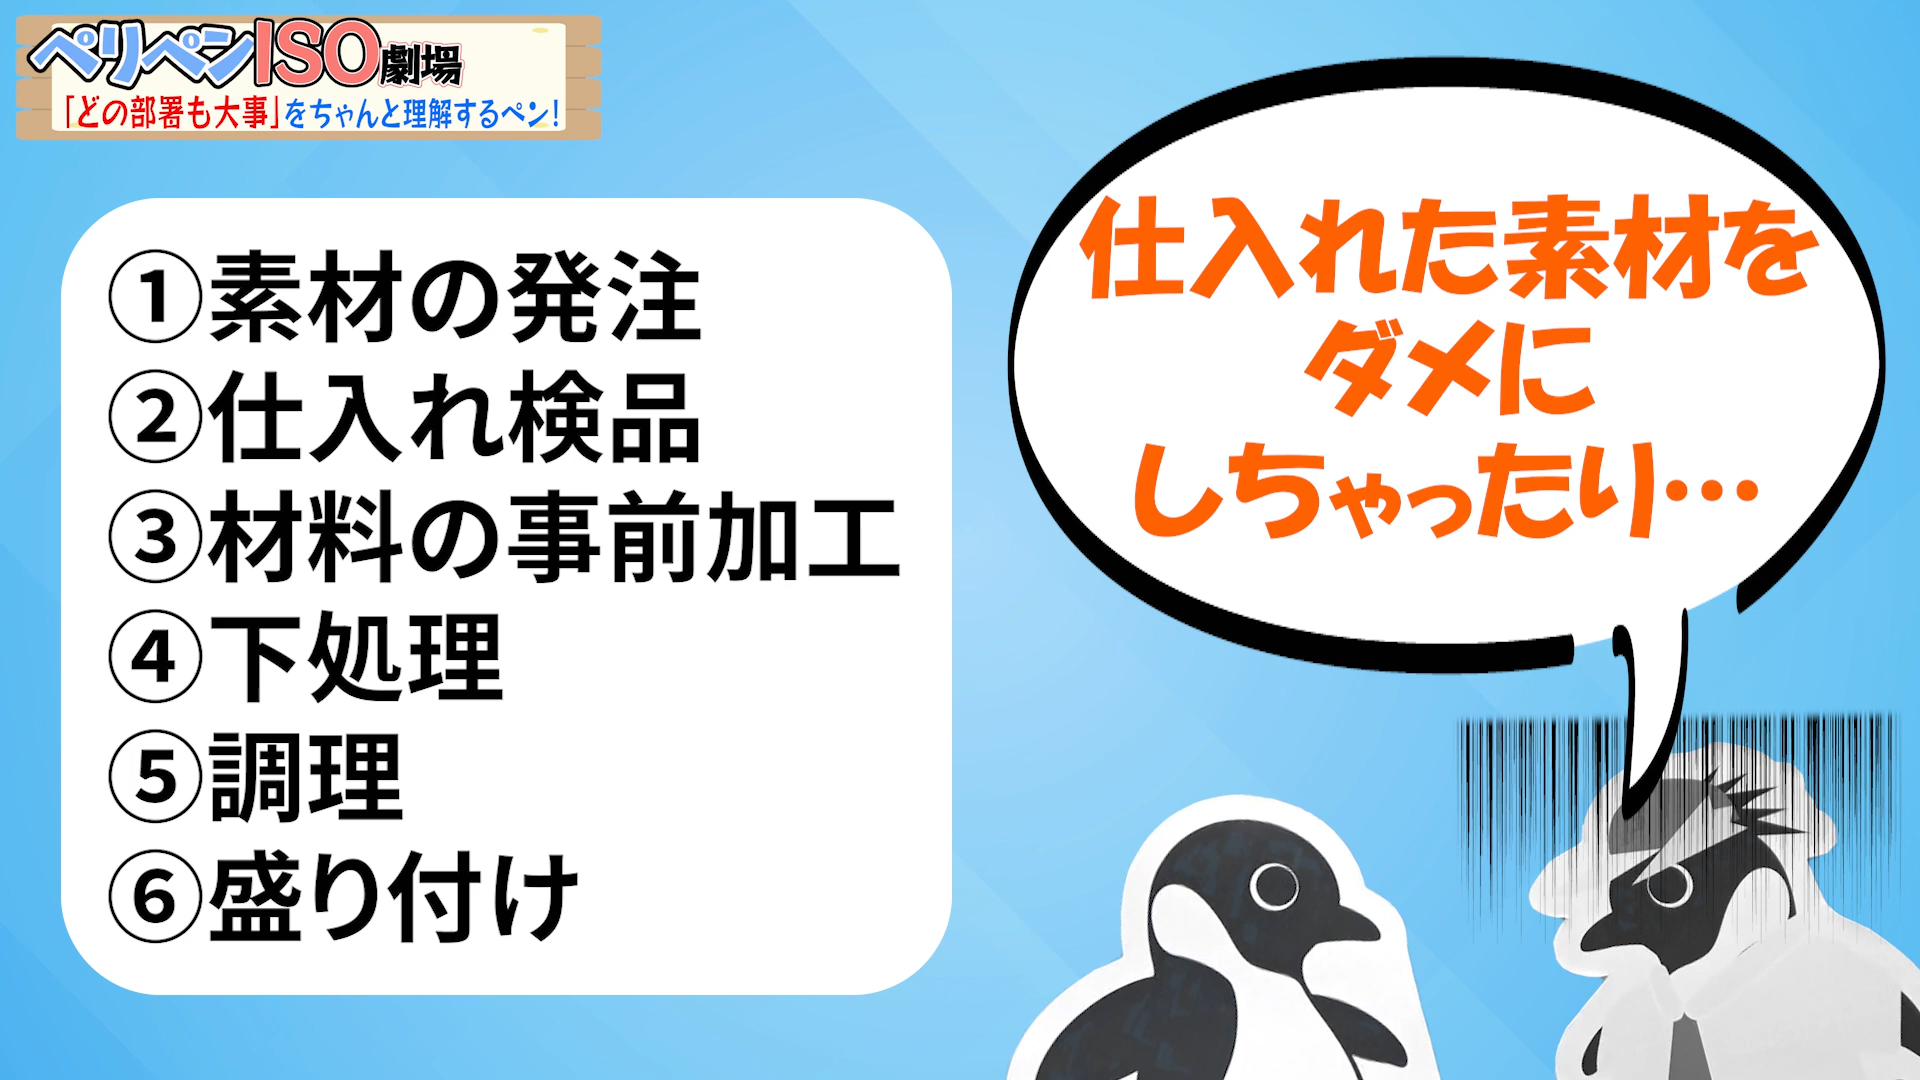 ペリペンISO劇場
「どの部署も大事」をちゃんと理解するペン!
①素材の発注
②仕入れ検品
③材料の事前加工
④下処理
⑤調理
⑥盛り付け
仕入れた素材を
ダメに
しちゃったり…